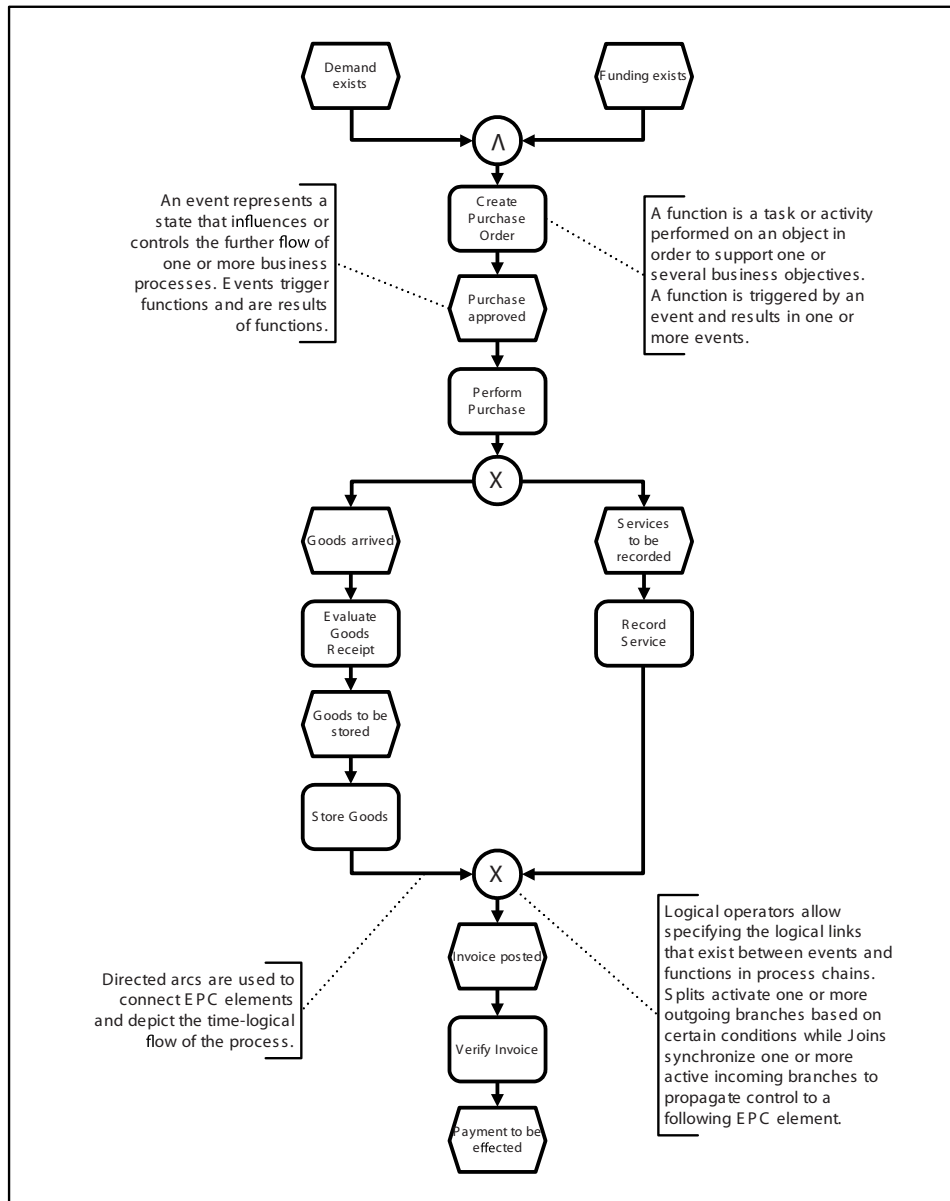 Demand
exists
Funding exists
Λ
An event represents a
state that influences or
controls the further flow of
one or more business
processes. Events trigger
functions and are results
of functions.
Create
Purchase
Order
A function is a task or activity
performed on an object in
order to support one or
several business objectives.
A function is triggered by an
event and results in one or
more events.
Purchase
approved
Perform
Purchase
X
Goods arrived
Services
to be
recorded
Evaluate
Goods
Receipt
Record
Service
Goods to be
stored
Store Goods
X
Directed arcs are used to
connect EPC elements
and depict the time-logical
flow of the process.
Invoice posted
Logical operators allow
specifying the logical links
that exist between events and
functions in process chains.
Splits activate one or more
outgoing branches based on
certain conditions while Joins
synchronize one or more
active incoming branches to
propagate control to a
following EPC element.
Verify Invoice
Payment to be
effected